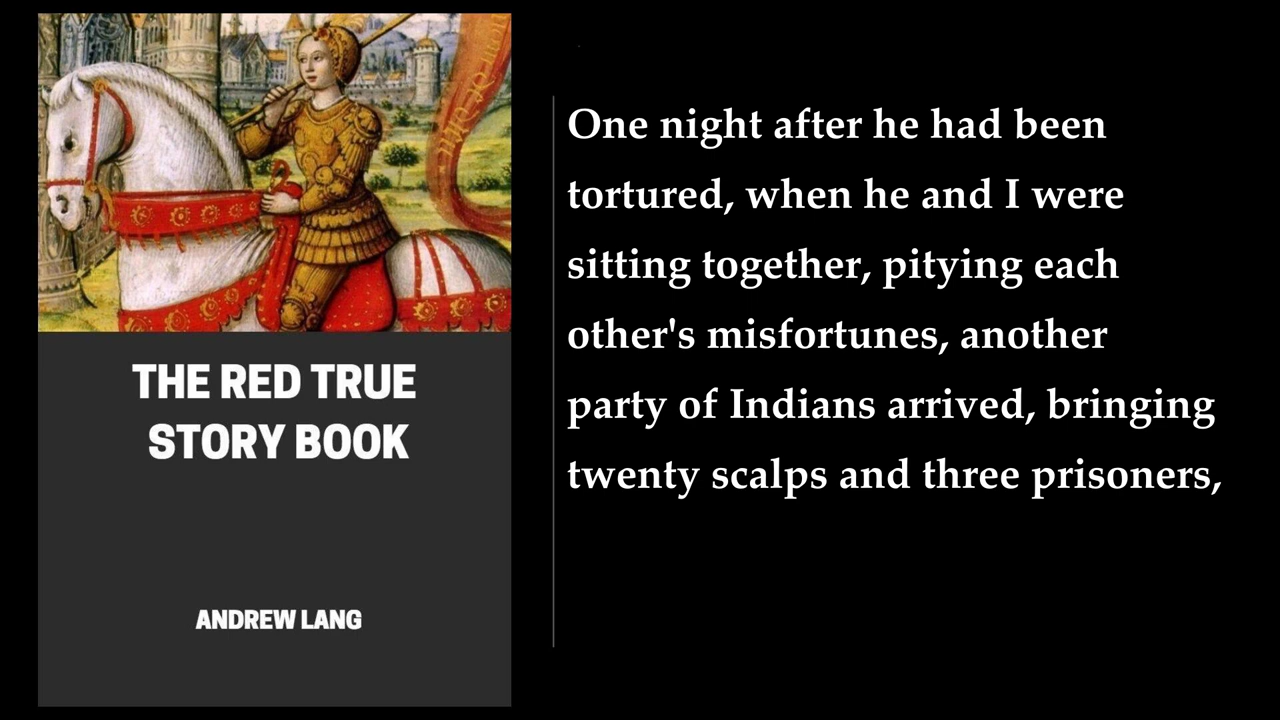 THE RED TRUE
STORY BOOK
ANDREW LANG
One night after he had been
tortured, when he and I were
sitting together, pitying each
other's misfortunes, another
party of Indians arrived, bringing
twenty scalps and three prisoners,